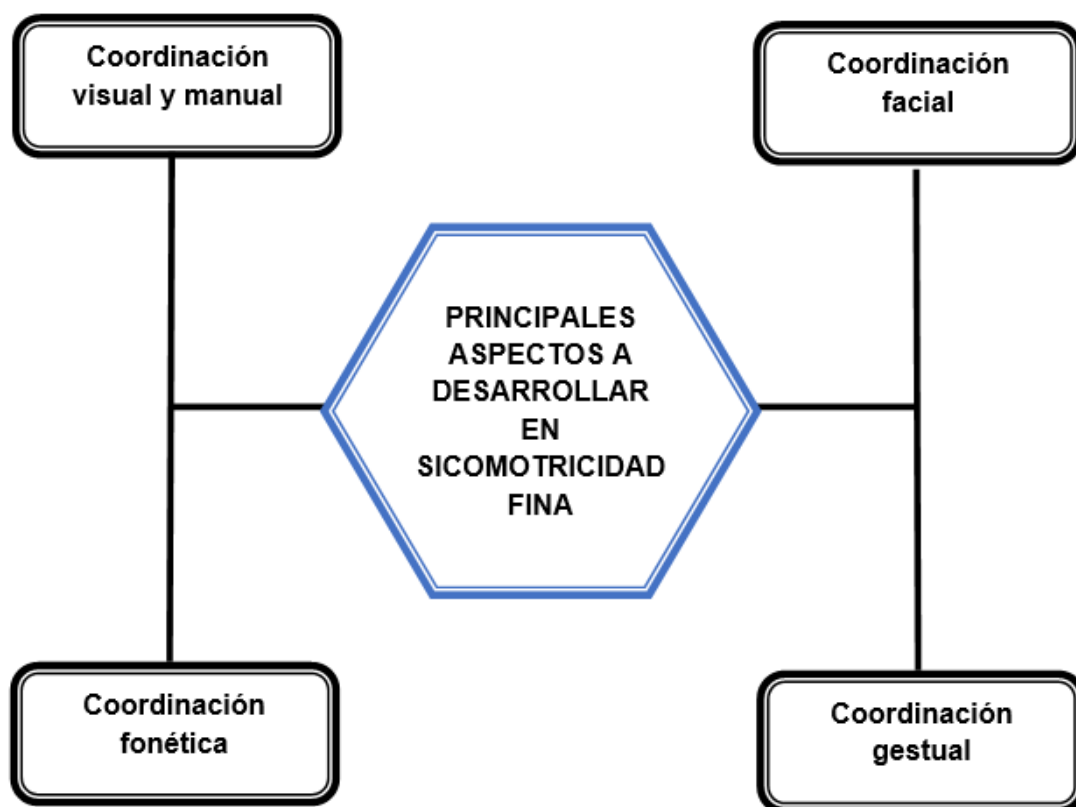 Coordinación
visual y manual
Coordinación
facial
PRINCIPALES
ASPECTOS A
DESARROLLAR
EN
SICOMOTRICIDAD
FINA
Coordinación
fonética
Coordinación
gestual